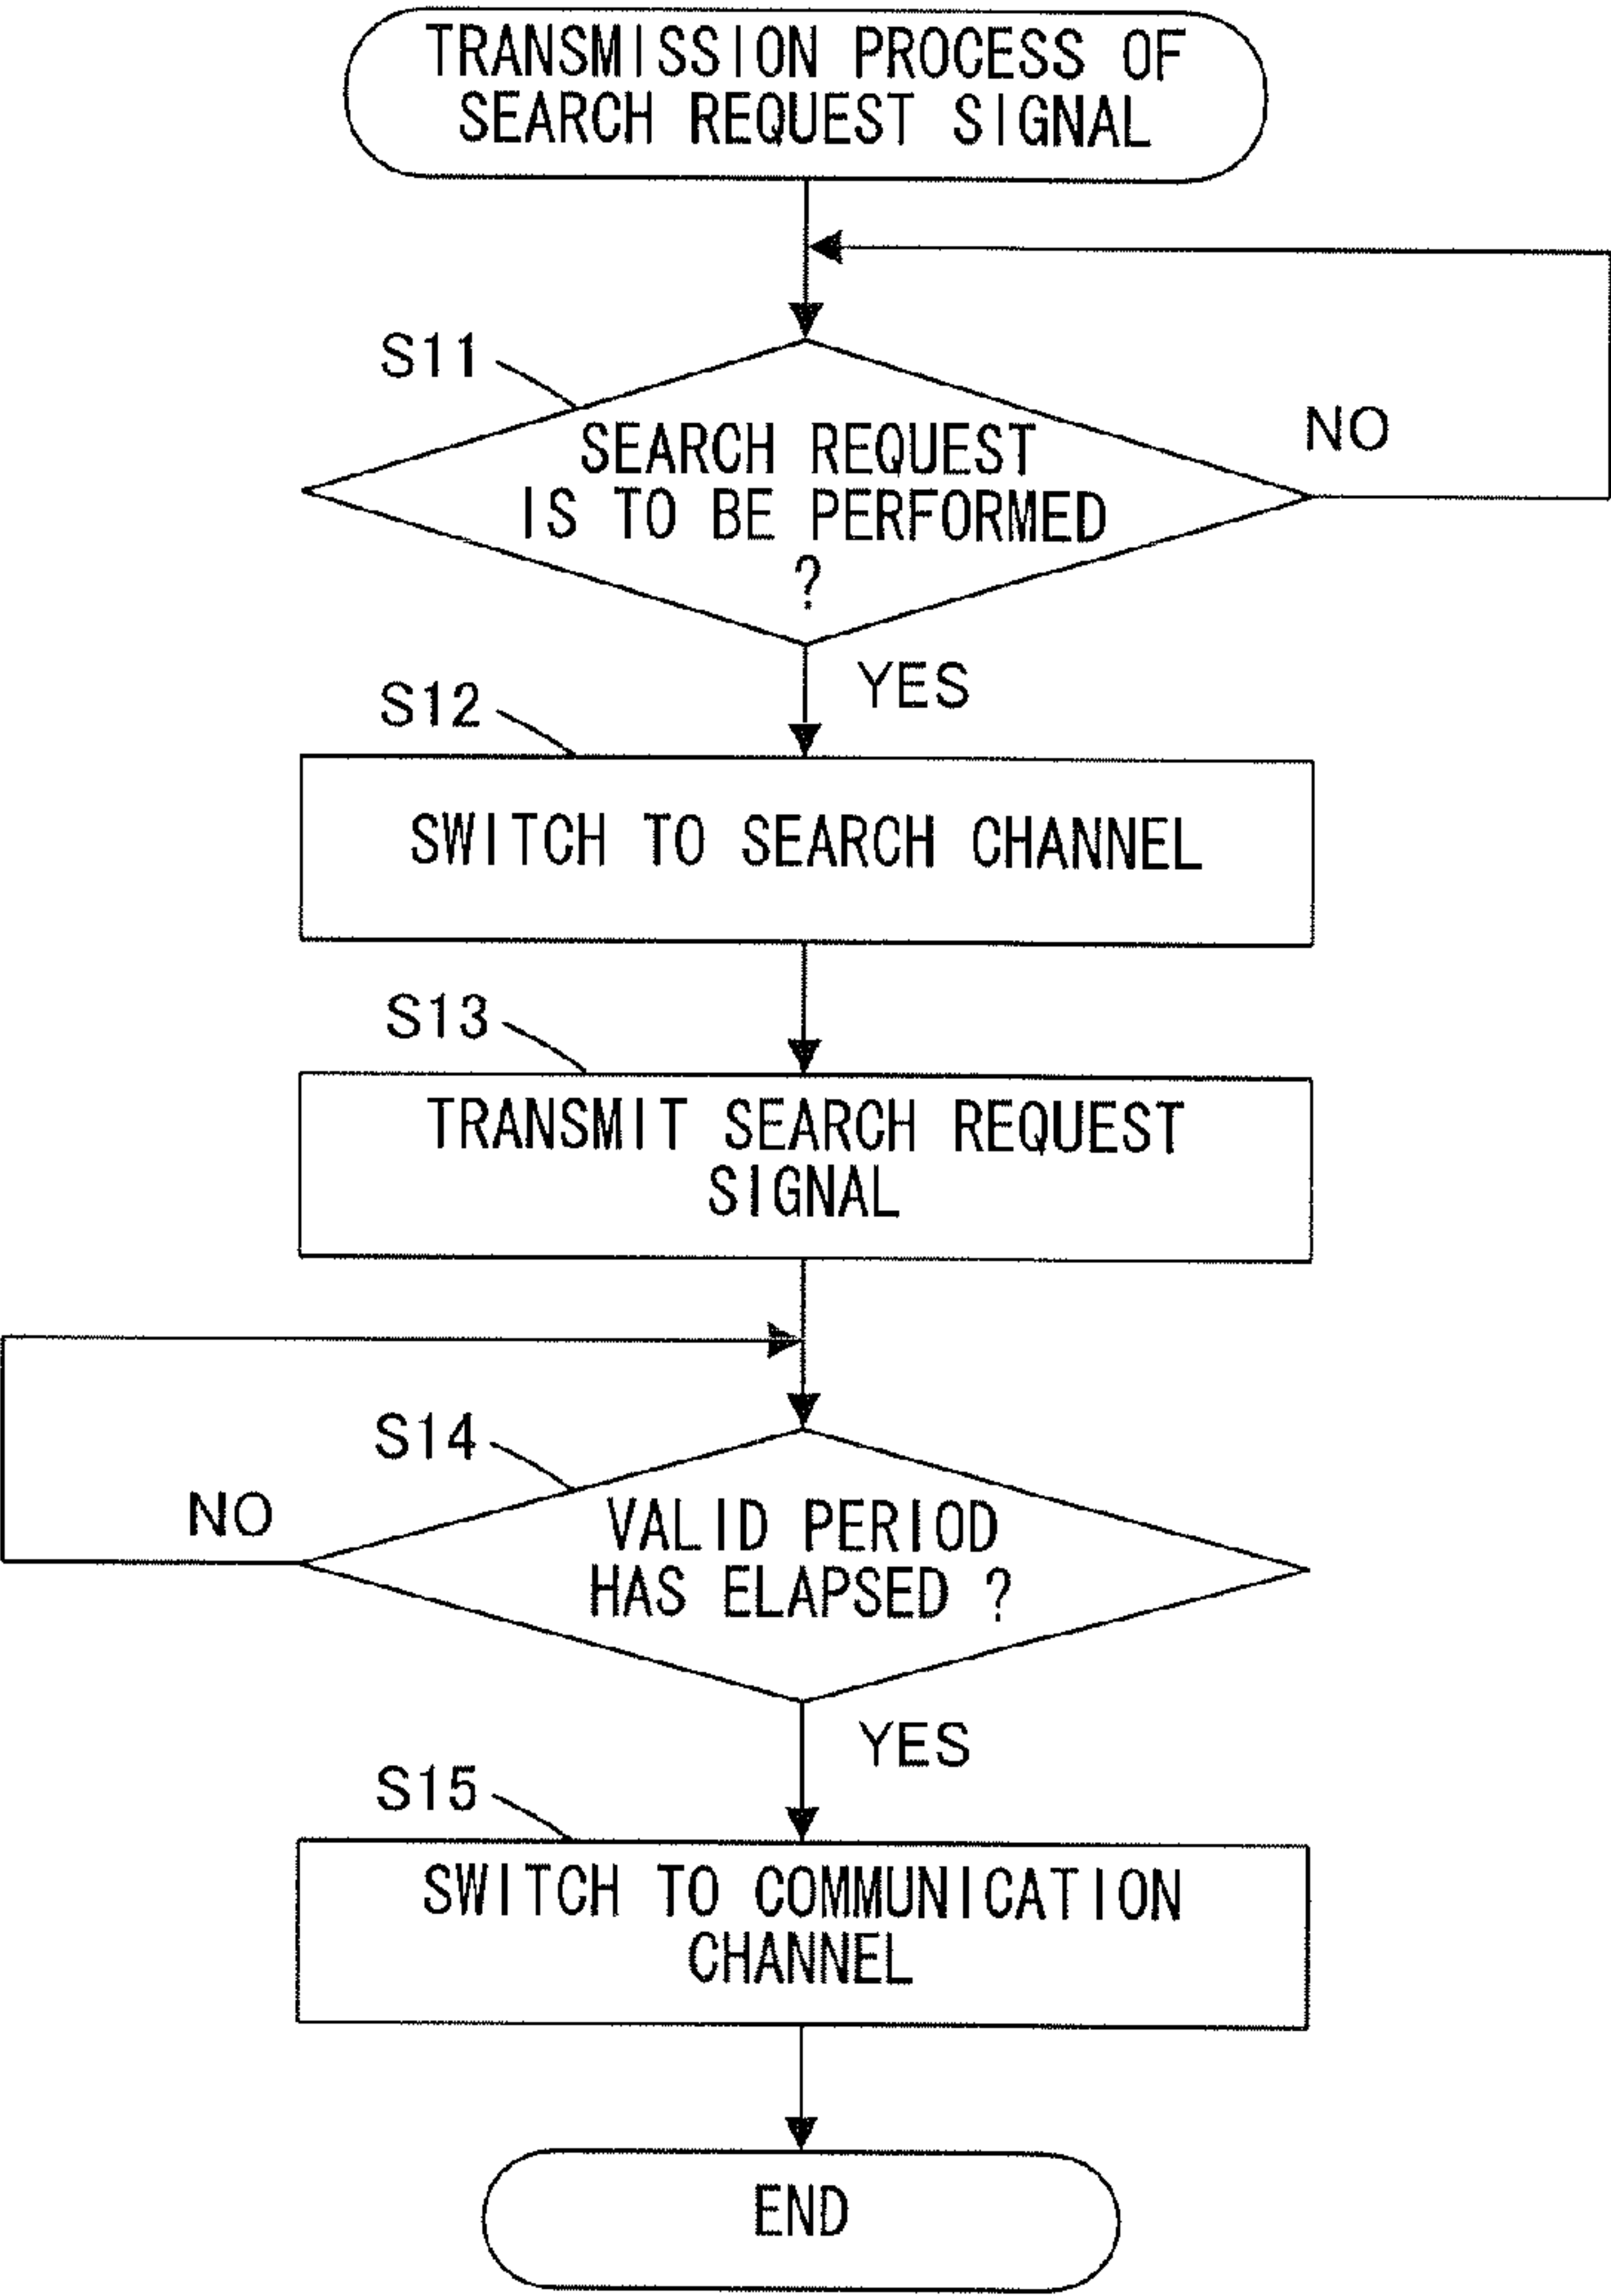 TRANSMISSION PROCESS OF
SEARCH REQUEST SIGNAL
S11
SEARCH REQUEST
IS TO BE PERFORMED
?
NO
YES
S12
SWITCH TO SEARCH CHANNEL
S13
TRANSMIT SEARCH REQUEST
SIGNAL
S14
NO
VALID PERIOD
HAS ELAPSED ?
YES
S15
SWITCH TO COMMUNICATION
CHANNEL
END